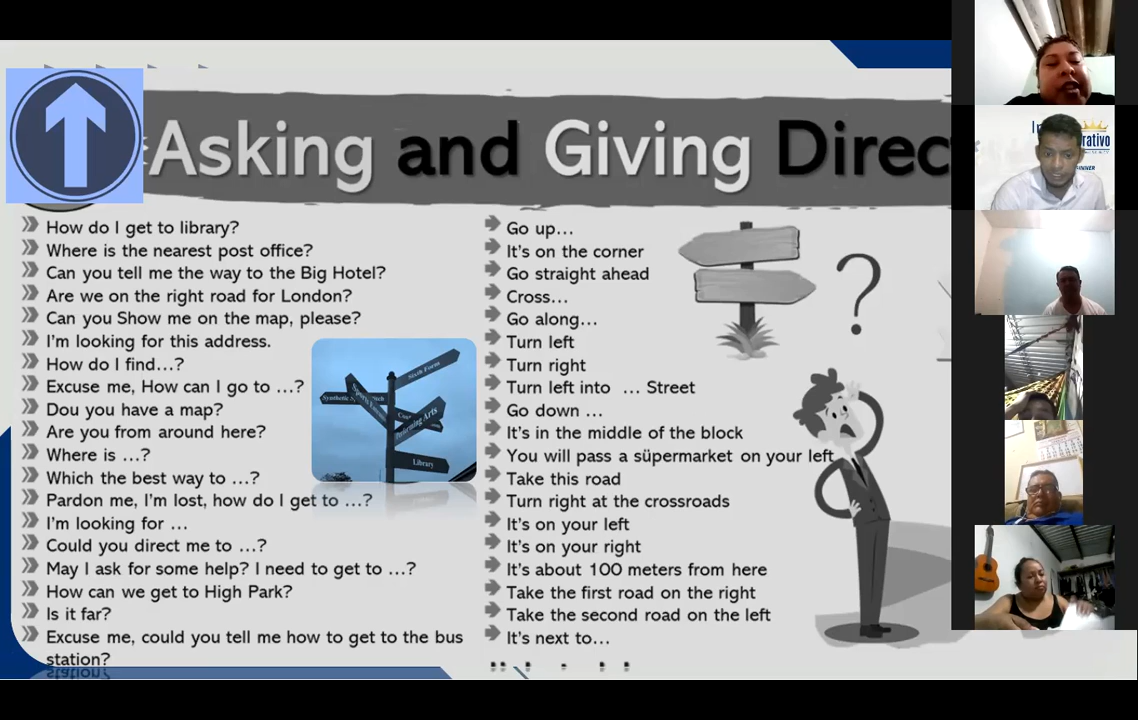 Asking and Giving Direc
How do I get to library?
Where is the nearest post office?
Can you tell me the way to the Big Hotel?
Are we on the right road for London?
Can you Show me on the map, please?
I'm looking for this address.
How do I find...?
Excuse me, How can I go to ...?
Dou you have a map?
Are you from around here?
Where is ...?
Which the best way to ...?
Pardon me, I'm lost, how do I get to ...?
I'm looking for ...
Could you direct me to ...?
May I ask for some help? I need to get to ...?
How can we get to High Park?
Is it far?
Excuse me, could you tell me how to get to the bus
station?
Go up...
It's on the corner
Go straight ahead
Cross...
Go along...
Turn left
Turn right
Turn left into ... Street
Go down ...
It's in the middle of the block
You will pass a süpermarket on your left
Take this road
Turn right at the crossroads
It's on your left
It's on your right
It's about 100 meters from here
Take the first road on the right
Take the second road on the left
It's next to...
?
Sixth Form
Performing Arts
Library